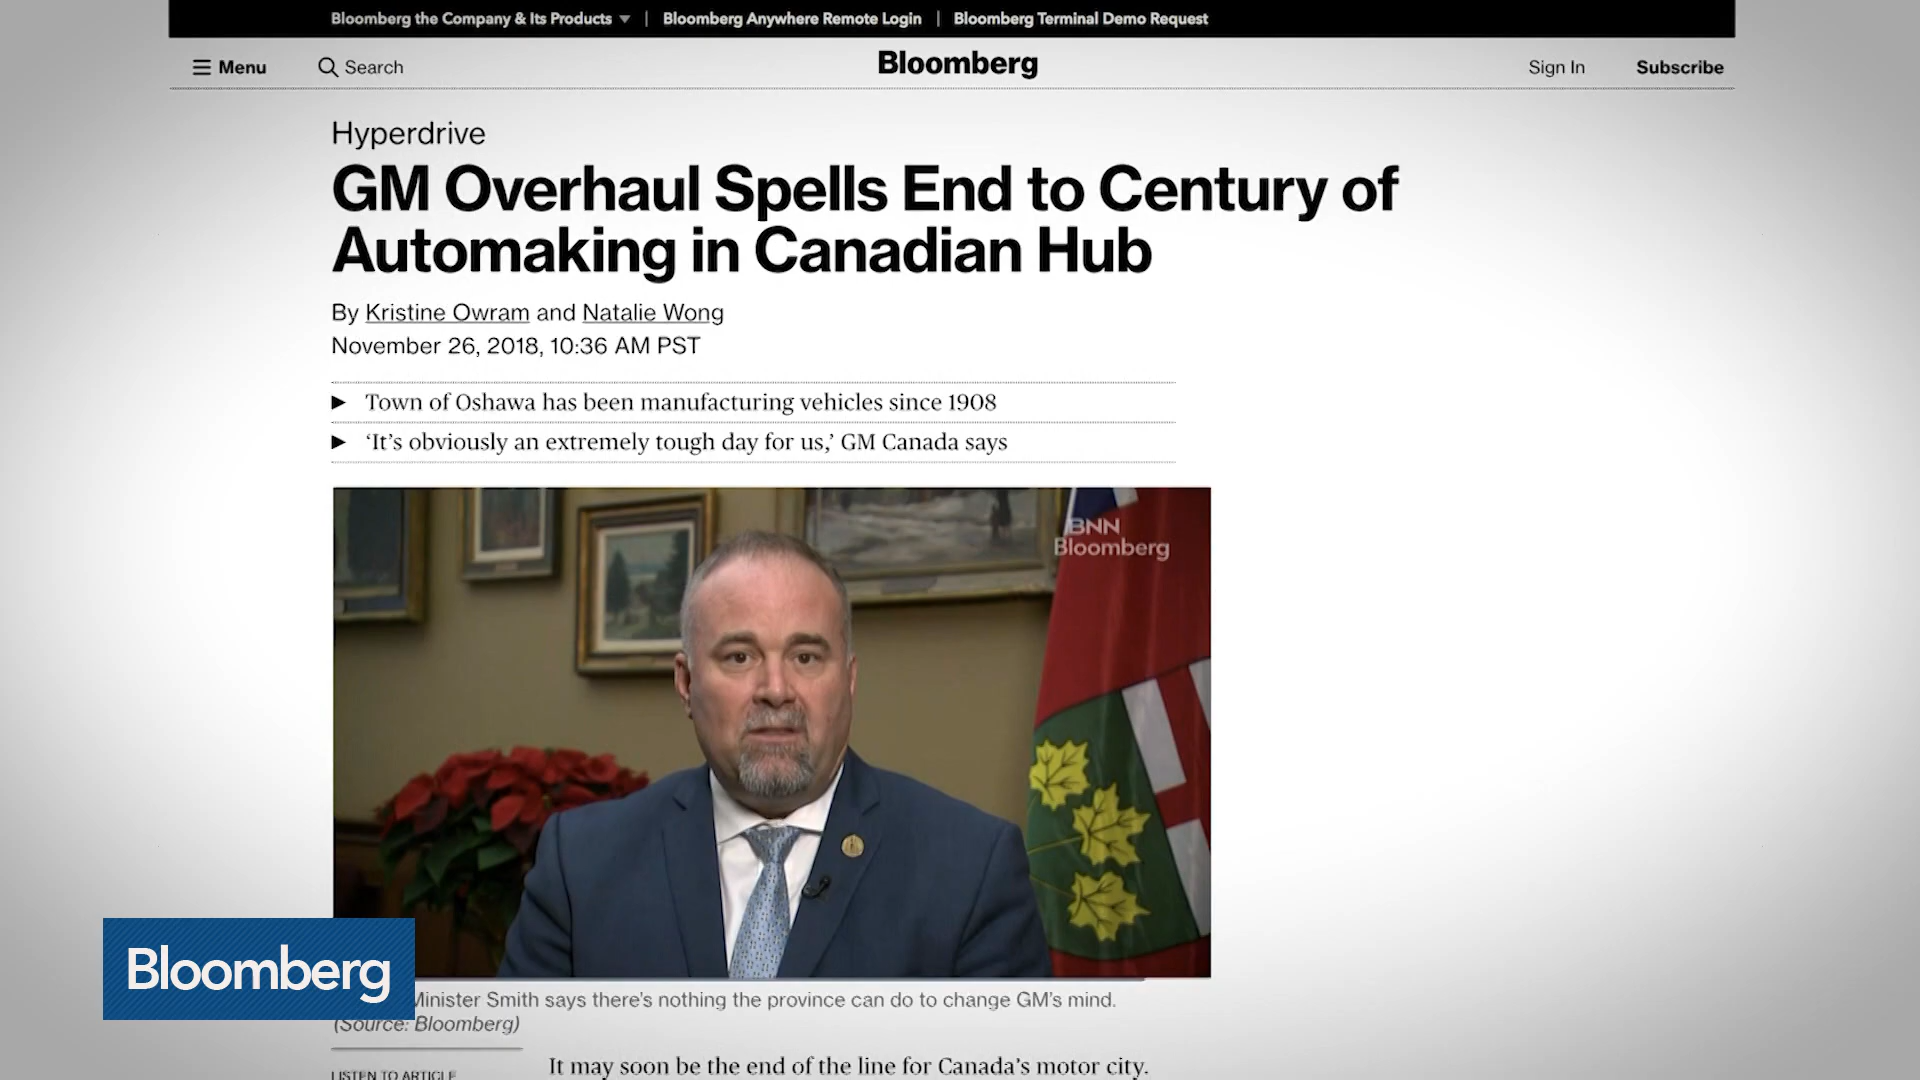 Bloomberg the Company & Its Products ▼ | Bloomberg Anywhere Remote Login | Bloomberg Terminal Demo Request
Menu Search Bloomberg Sign In Subscribe
Hyperdrive
GM Overhaul Spells End to Century of
Automaking in Canadian Hub
By Kristine Owram and Natalie Wong
November 26, 2018, 10:36 AM PST
► Town of Oshawa has been manufacturing vehicles since 1908
► ‘It’s obviously an extremely tough day for us,’ GM Canada says
BNN
Bloomberg
Bloomberg
Minister Smith says there’s nothing the province can do to change GM’s mind.
(Source: Bloomberg)
It may soon be the end of the line for Canada’s motor city.
LISTEN TO ARTICLE